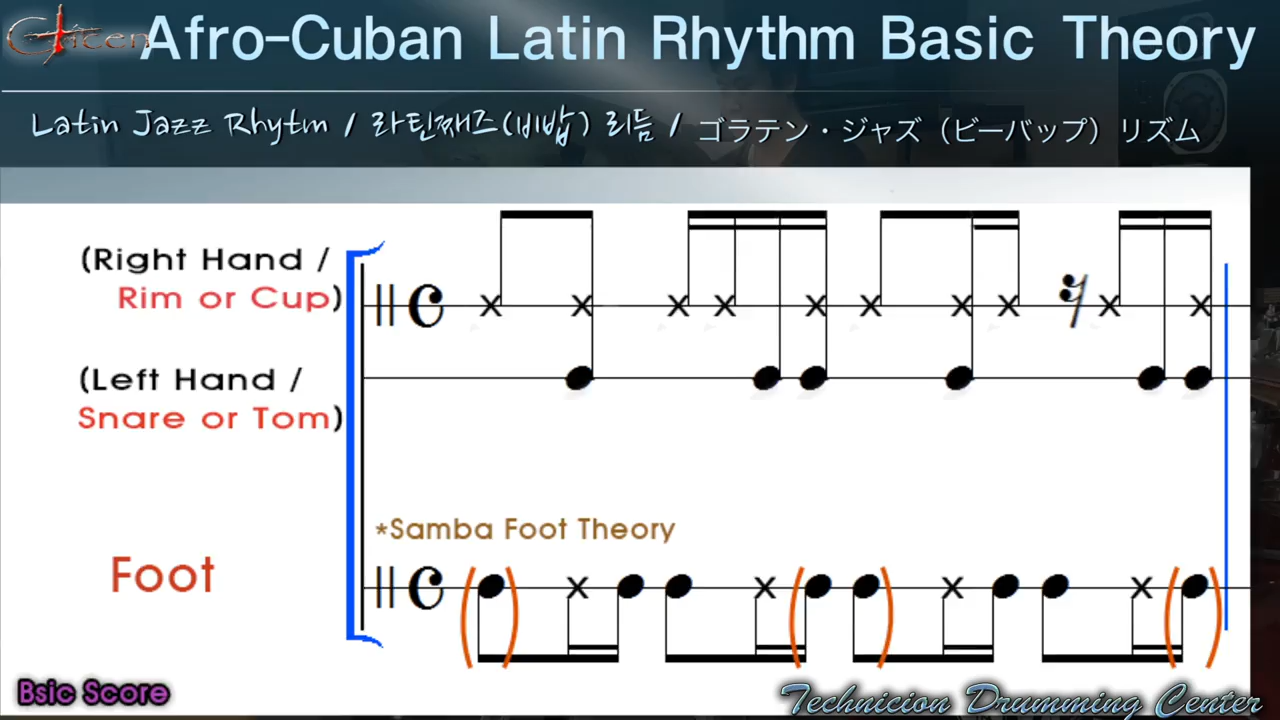 Afro-Cuban Latin Rhythm Basic Theory
Latin Jazz Rhytm / 라틴째즈(비밥) 리듬 / ゴラテン・ジャズ（ビーバップ）リズム
(Right Hand /
Rim or Cup)
(Left Hand /
Snare or Tom)
*Samba Foot Theory
Foot
Bsic Score
Technicion Drumming Center